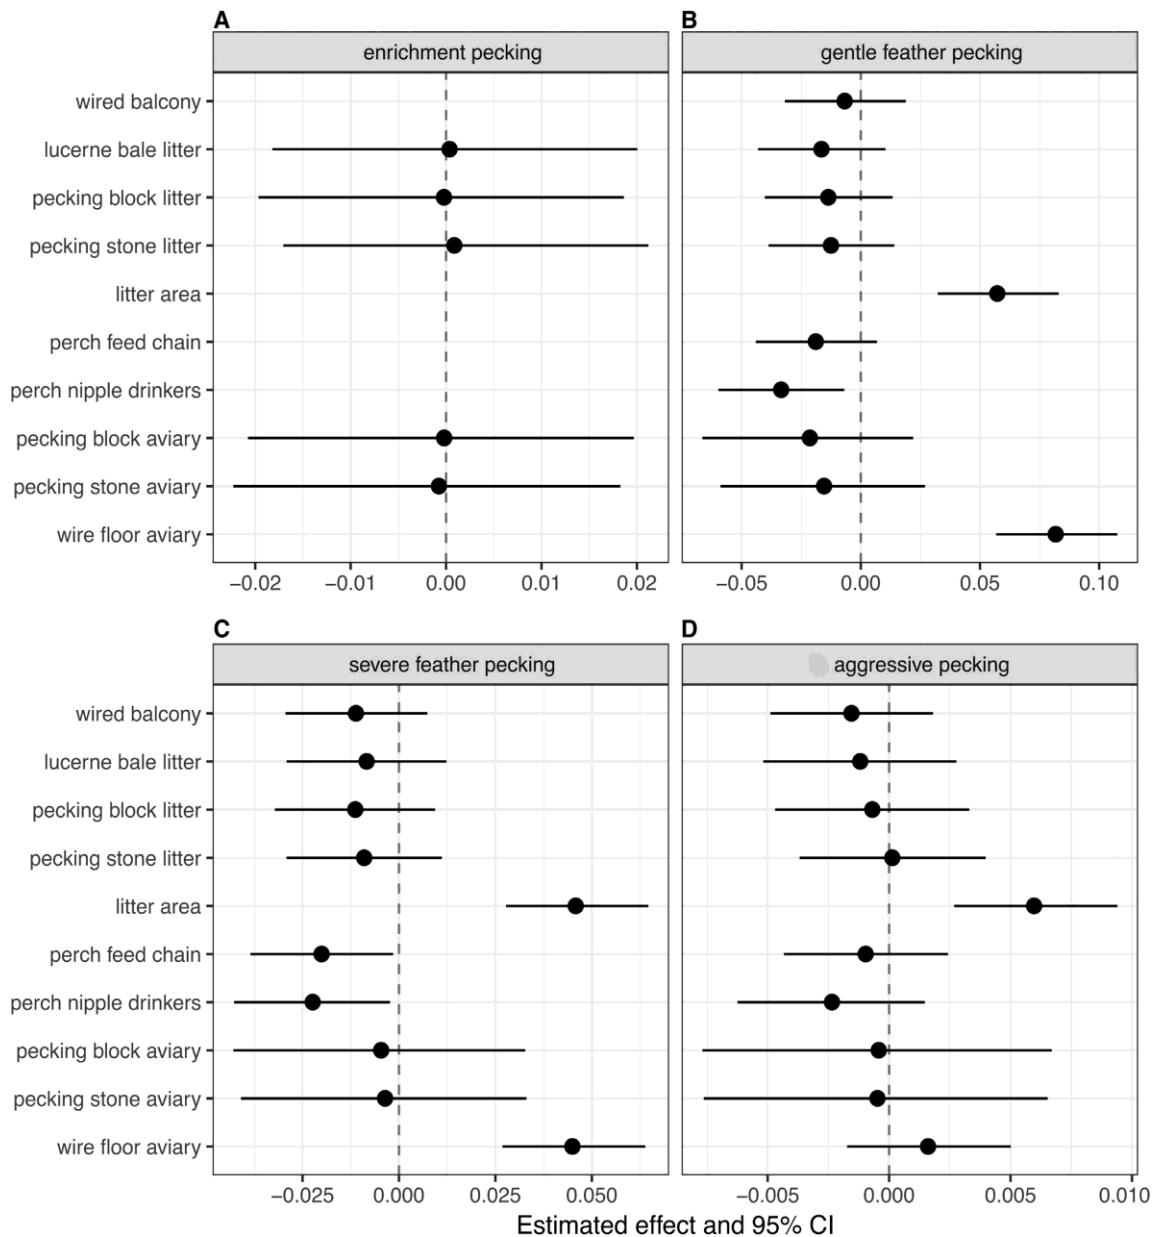 A
B
enrichment pecking
gentle feather pecking
wired balcony
lucerne bale litter
pecking block litter
pecking stone litter
litter area
perch feed chain
perch nipple drinkers
pecking block aviary
pecking stone aviary
wire floor aviary
−0.02 −0.01 0.00 0.01 0.02
−0.05 0.00 0.05 0.10
C
D
severe feather pecking
aggressive pecking
wired balcony
lucerne bale litter
pecking block litter
pecking stone litter
litter area
perch feed chain
perch nipple drinkers
pecking block aviary
pecking stone aviary
wire floor aviary
−0.025 0.000 0.025 0.050
−0.005 0.000 0.005 0.010
Estimated effect and 95% CI